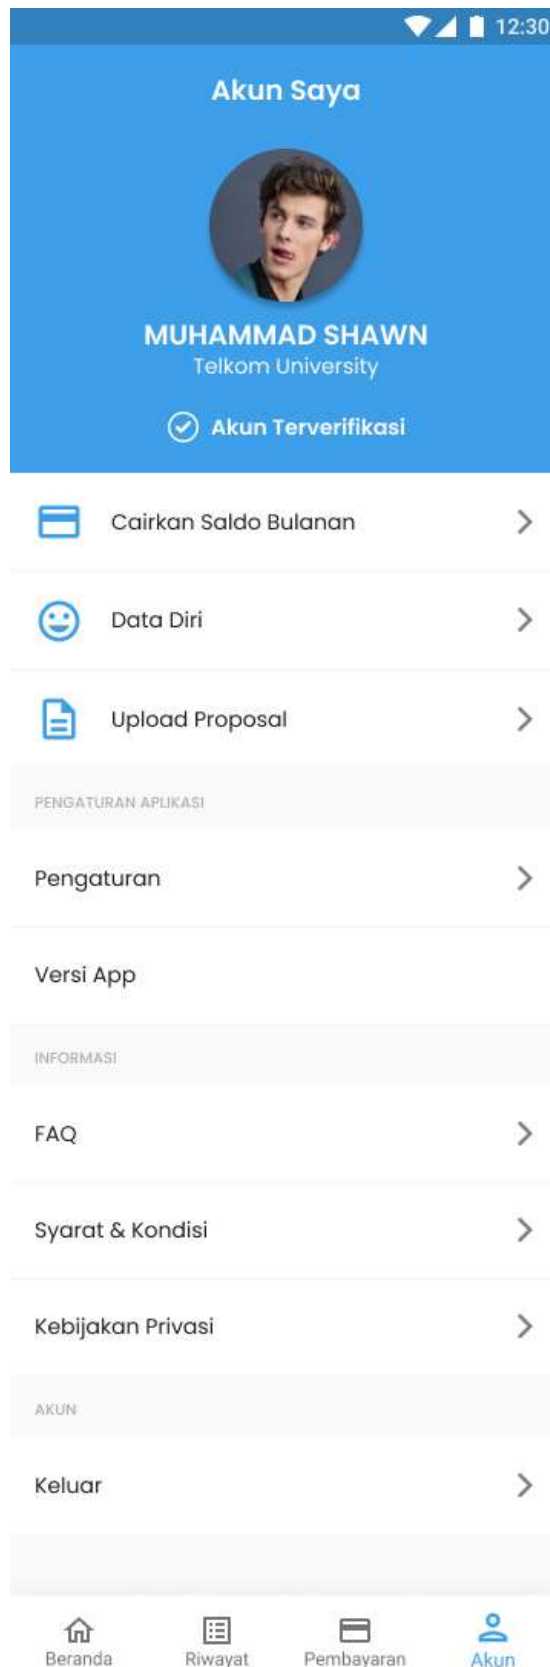 12:30
Akun Saya
MUHAMMAD SHAWN
Telkom University
Akun Terverifikasi
Cairkan Saldo Bulanan
Data Diri
Upload Proposal
PENGATURAN APLIKASI
Pengaturan
Versi App
INFORMASI
FAQ
Syarat & Kondisi
Kebijakan Privasi
AKUN
Keluar
Beranda Riwayat Pembayaran Akun